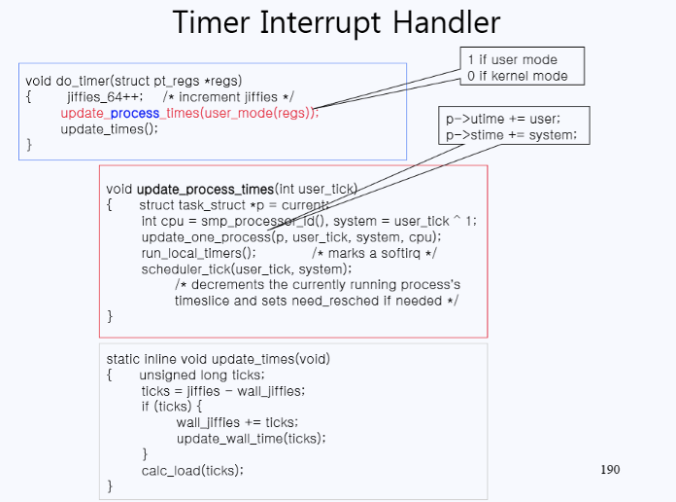 Timer Interrupt Handler
1 if user mode
0 if kernel mode
void do_timer(struct pt_regs *regs)
{ jiffies_64++; /* increment jiffies */
update_process_times(user_mode(regs));
update_times();
}
p->utime += user;
p->stime += system;
void update_process_times(int user_tick)
{ struct task_struct *p = current;
int cpu = smp_processor_id(), system = user_tick ^ 1;
update_one_process(p, user_tick, system, cpu);
run_local_timers(); /* marks a softirq */
scheduler_tick(user_tick, system);
/* decrements the currently running process's
timeslice and sets need_resched if needed */
}
static inline void update_times(void)
{ unsigned long ticks;
ticks = jiffies - wall_jiffies;
if (ticks) {
wall_jiffies += ticks;
update_wall_time(ticks);
}
calc_load(ticks);
}
190